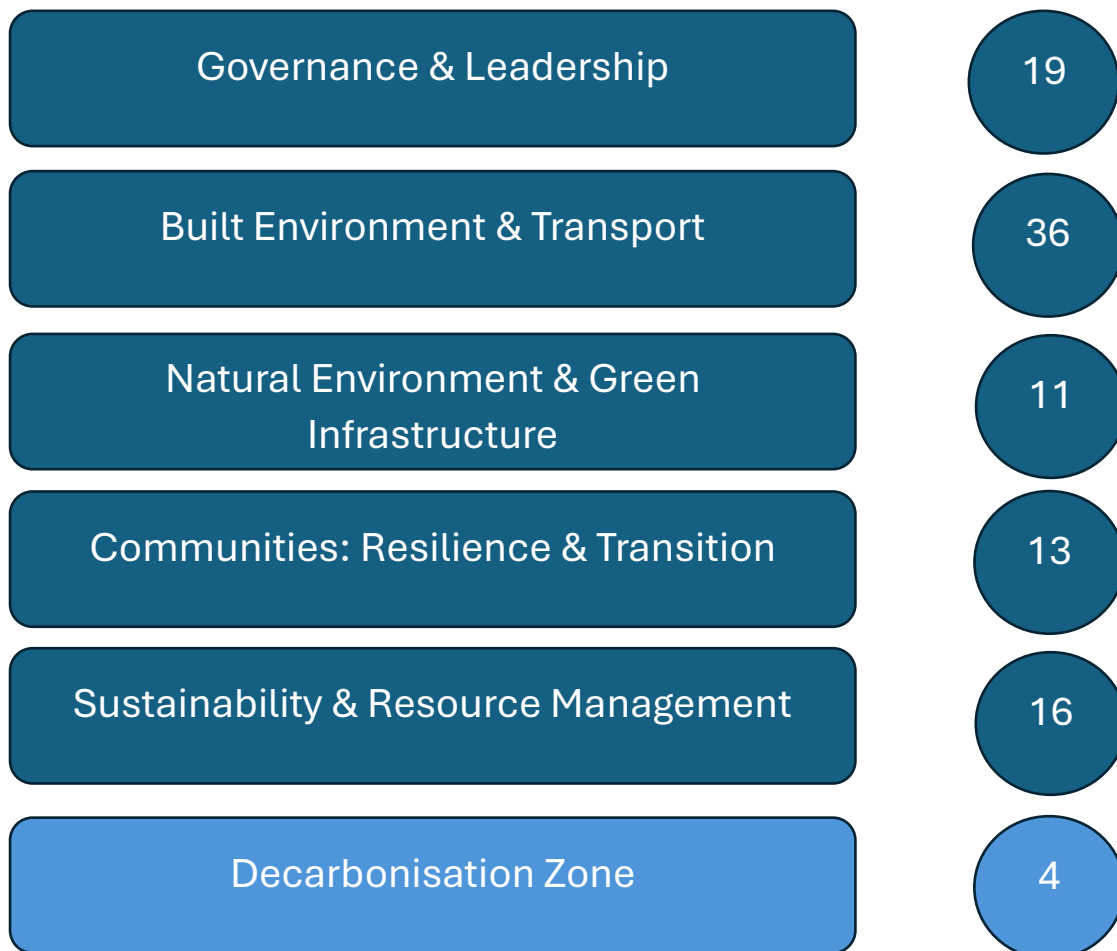 Governance & Leadership
19
Built Environment & Transport
36
Natural Environment & Green
Infrastructure
11
Communities: Resilience & Transition
13
Sustainability & Resource Management
16
Decarbonisation Zone
4